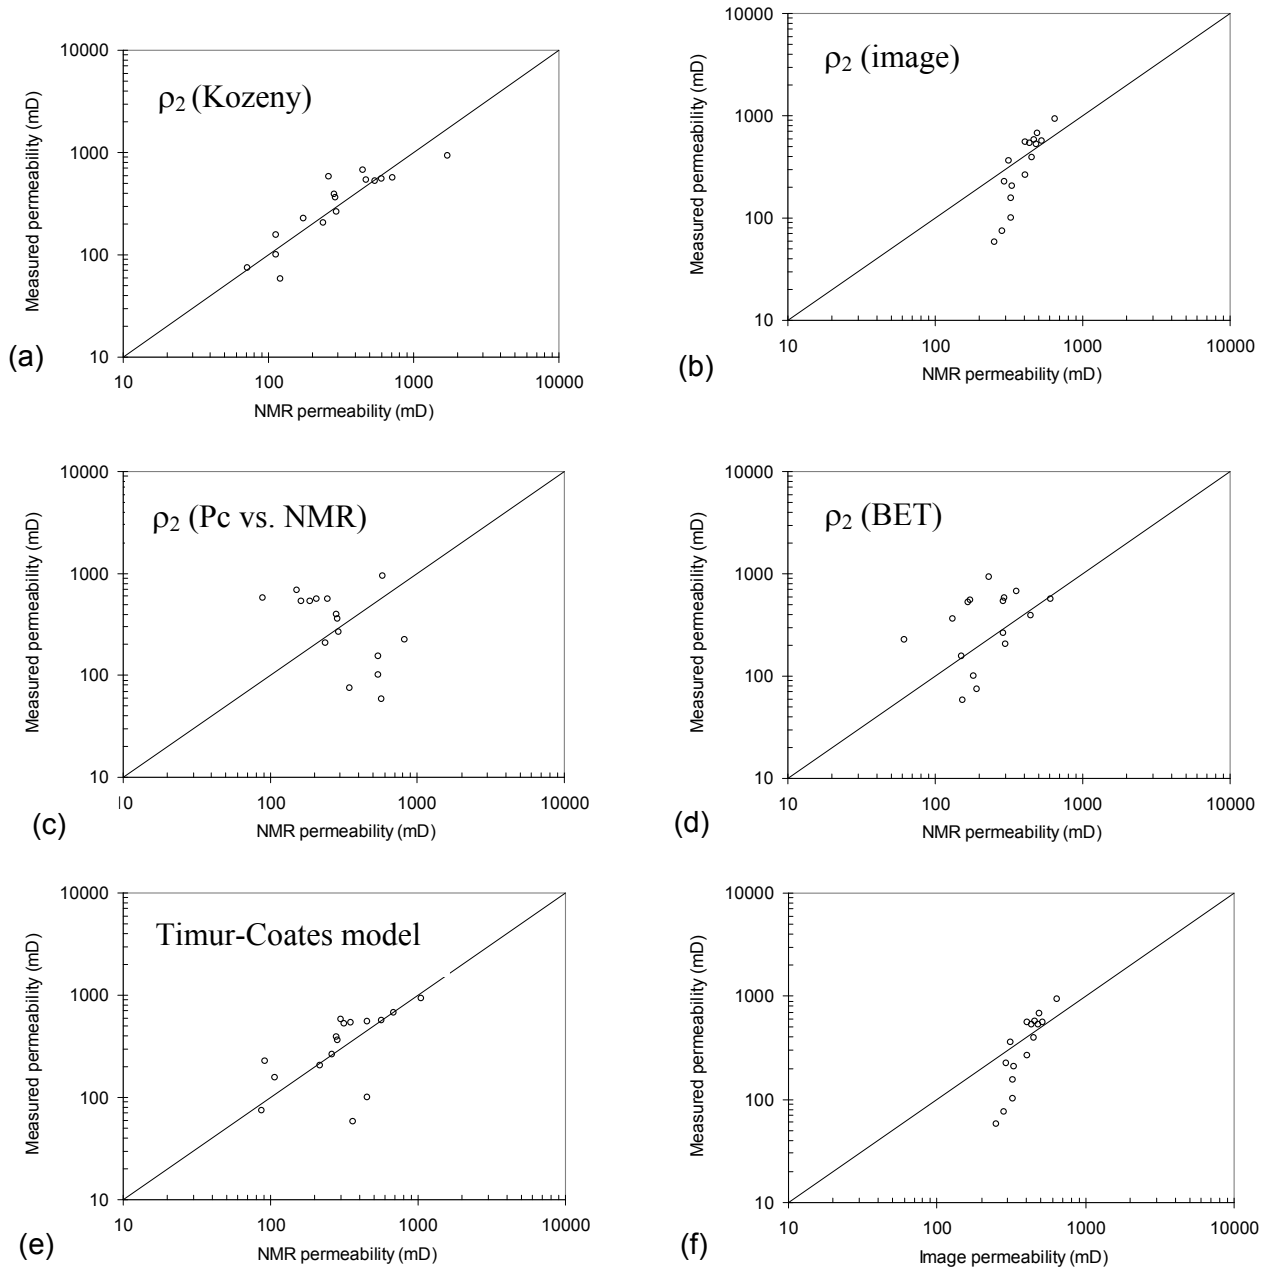 10000
1000
100
10
Measured permeability (mD)
ρ₂ (Kozeny)
10 100 1000 10000
NMR permeability (mD)
(a)
10000
1000
100
10
Measured permeability (mD)
ρ₂ (image)
10 100 1000 10000
NMR permeability (mD)
(b)
10000
1000
100
10
Measured permeability (mD)
ρ₂ (Pc vs. NMR)
10 100 1000 10000
NMR permeability (mD)
(c)
10000
1000
100
10
Measured permeability (mD)
ρ₂ (BET)
10 100 1000 10000
NMR permeability (mD)
(d)
10000
1000
100
10
Measured permeability (mD)
Timur-Coates model
10 100 1000 10000
NMR permeability (mD)
(e)
10000
1000
100
10
Measured permeability (mD)
10 100 1000 10000
Image permeability (mD)
(f)